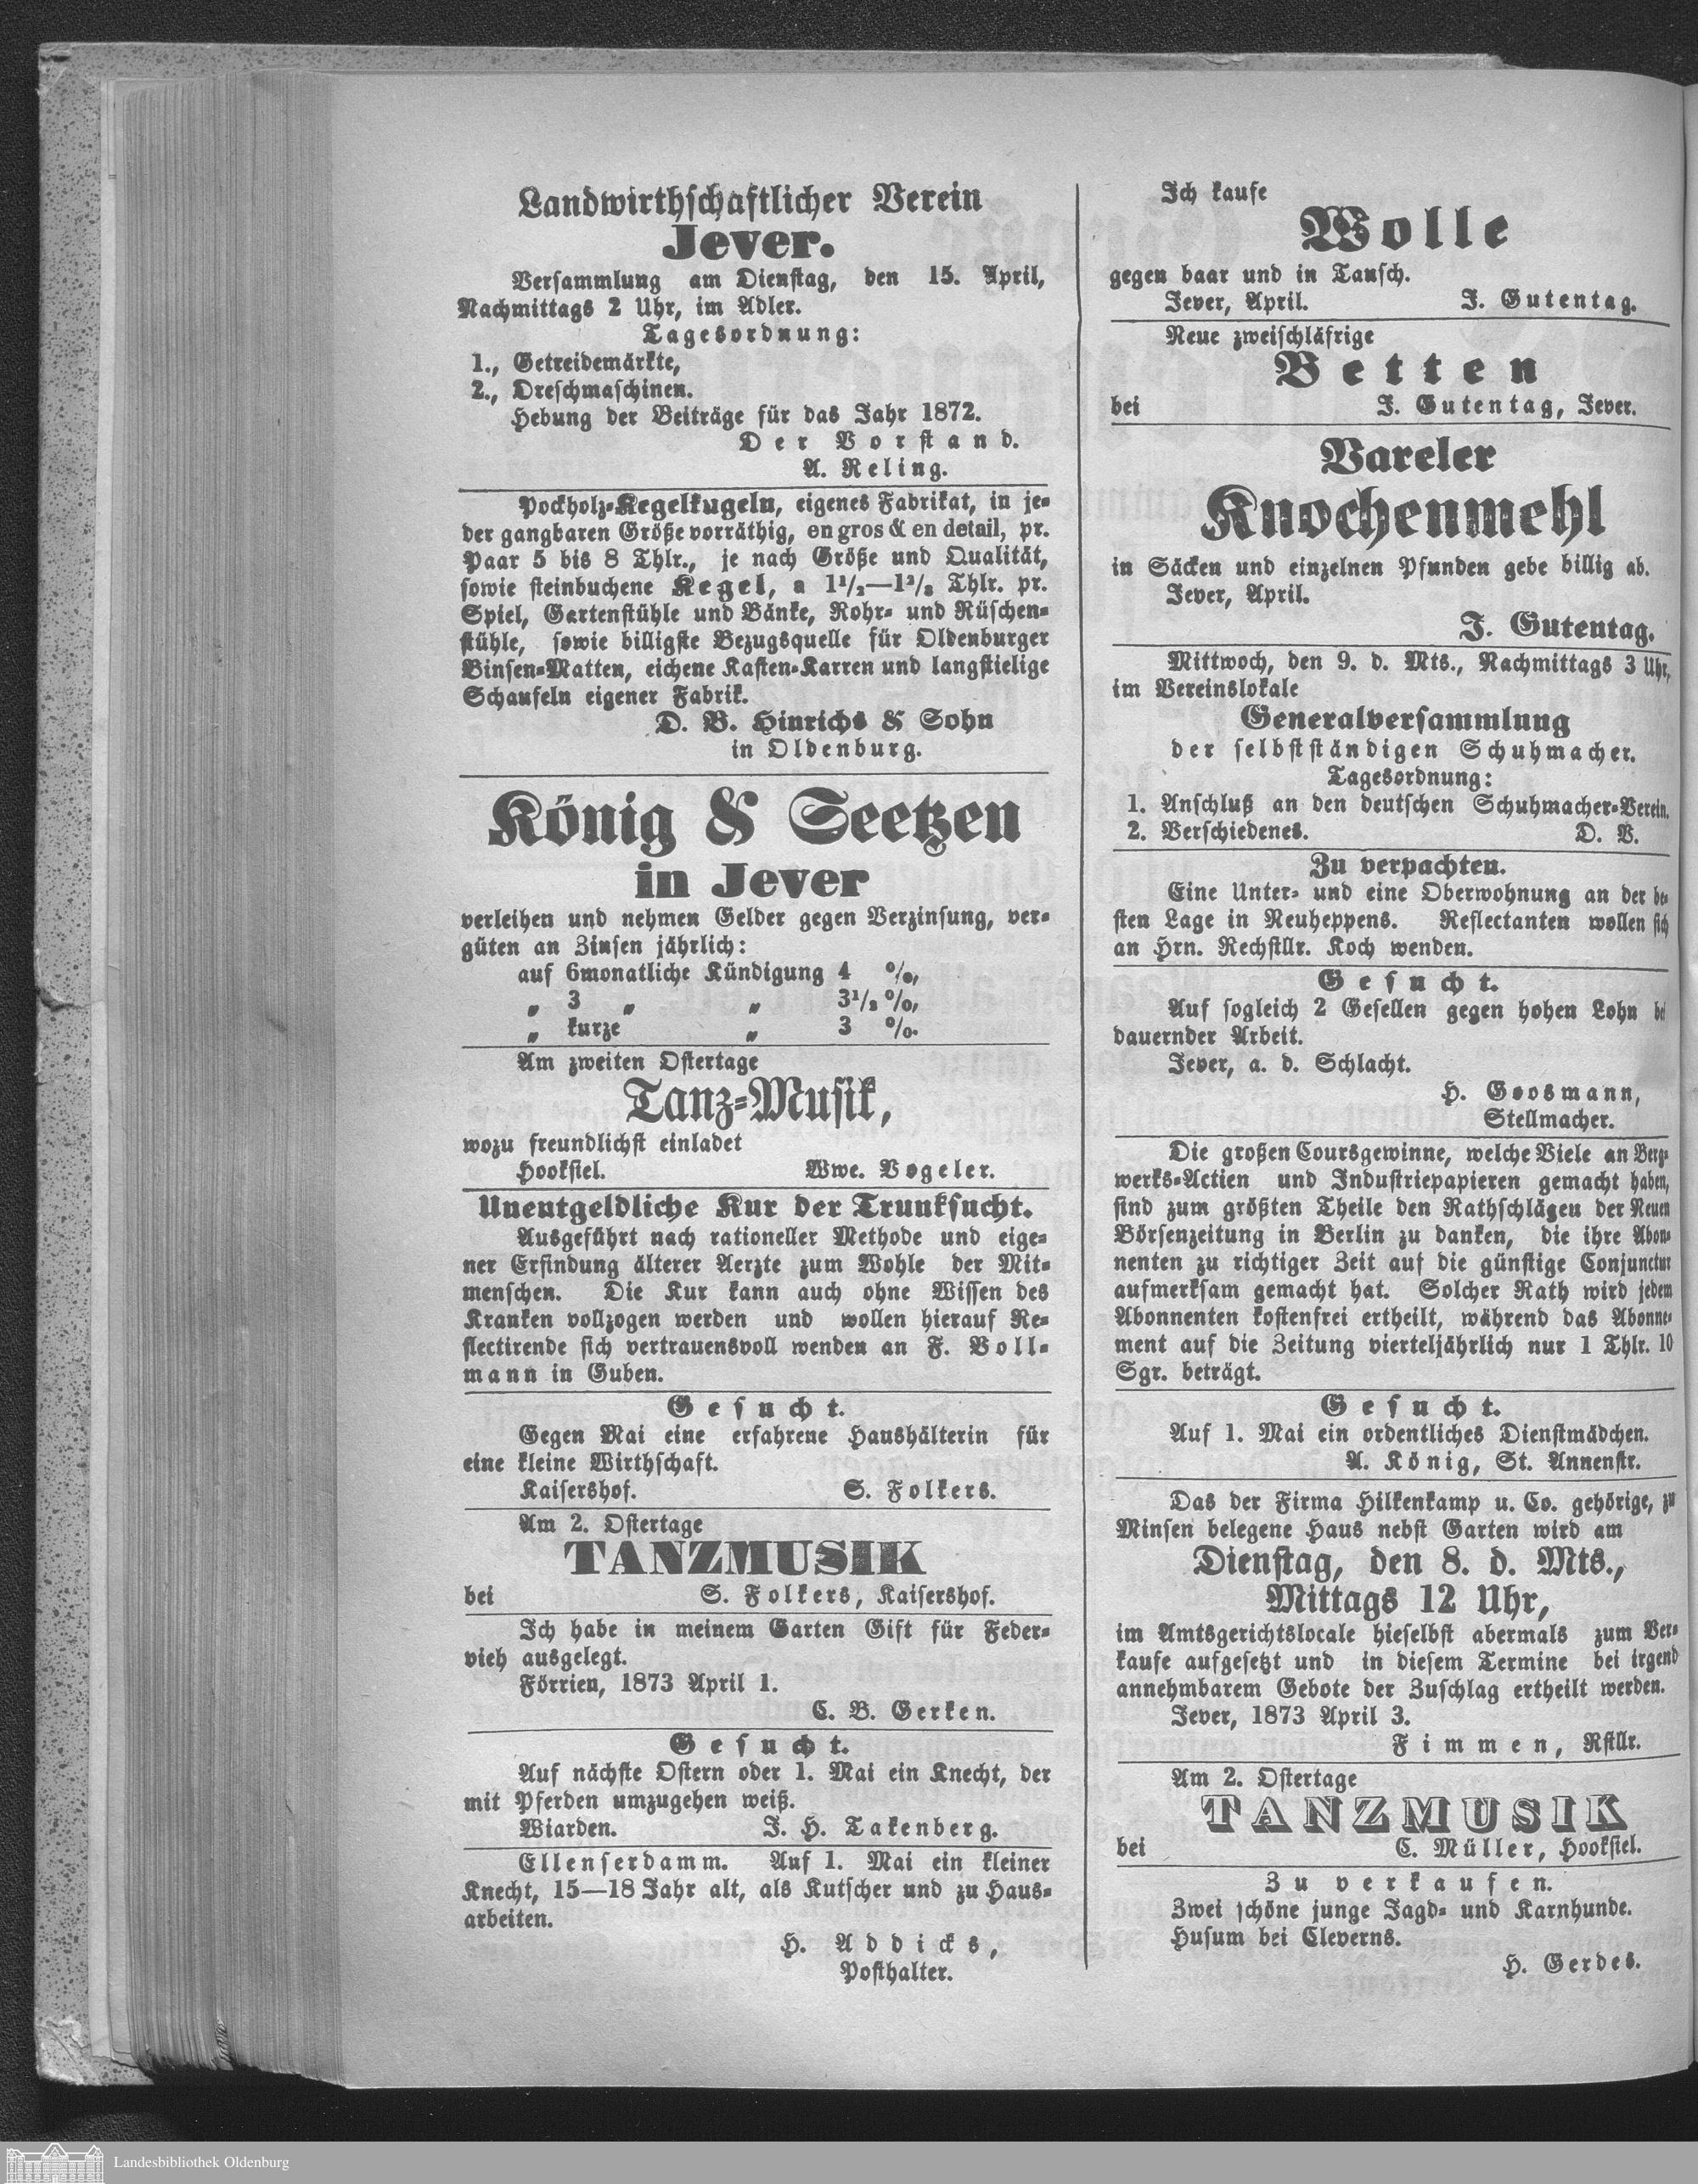 Landwirthschaftlicher Verein
Jever.
Versammlung am Dienstag, den 15. April,
Nachmittags 2 Uhr, im Adler.
Tagesordnung:
1., Getreidemärkte,
2., Dreschmaschinen.
Hebung der Beiträge für das Jahr 1872.
Der Vorstand.
A. Reling.
Pockholz-Kegelkugeln, eigenes Fabrikat, in je-
der gangbaren Größe vorräthig, en gros & en detail, pr.
Paar 5 bis 8 Thlr., je nach Größe und Qualität,
sowie steinbuchene Kegel, a 1½—1⅔ Thlr. pr.
Spiel, Gartenstühle und Bänke, Rohr- und Rüschen-
stühle, sowie billigste Bezugsquelle für Oldenburger
Binsen-Matten, eichene Kasten-Karren und langstielige
Schaufeln eigener Fabrik.
D. B. Hinrichs & Sohn
in Oldenburg.
König & Seetzen
in Jever
verleihen und nehmen Gelder gegen Verzinsung, ver-
güten an Zinsen jährlich:
auf 6monatliche Kündigung 4 %,
„ 3 „ „ 3½ %,
„ kurze „ 3 %.
Am zweiten Ostertage
Tanz-Musik,
wozu freundlichst einladet
Hooksiel. Wwe. Vogeler.
Unentgeldliche Kur der Trunksucht.
Ausgeführt nach rationeller Methode und eige-
ner Erfindung älterer Aerzte zum Wohle der Mit-
menschen. Die Kur kann auch ohne Wissen des
Kranken vollzogen werden und wollen hierauf Re-
flectirende sich vertrauensvoll wenden an F. Voll-
mann in Guben.
Gesucht.
Gegen Mai eine erfahrene Haushälterin für
eine kleine Wirthschaft.
Kaisershof. S. Folkers.
Am 2. Ostertage
TANZMUSIK
bei S. Folkers, Kaisershof.
Ich habe in meinem Garten Gift für Feder-
vieh ausgelegt.
Förrien, 1873 April 1.
C. B. Gerken.
Gesucht.
Auf nächste Ostern oder 1. Mai ein Knecht, der
mit Pferden umzugehen weiß.
Wiarden. J. H. Takenberg.
Ellenserdamm. Auf 1. Mai ein kleiner
Knecht, 15—18 Jahr alt, als Kutscher und zu Haus-
arbeiten.
H. Addicks,
Posthalter.
Ich kaufe
Wolle
gegen baar und in Tausch.
Jever, April. J. Gutentag.
Neue zweischläfrige
Betten
bei J. Gutentag, Jever.
Vareler
Knochenmehl
in Säcken und einzelnen Pfunden gebe billig ab.
Jever, April.
J. Gutentag.
Mittwoch, den 9. d. Mts., Nachmittags 3 Uhr,
im Vereinslokale
Generalversammlung
der selbstständigen Schuhmacher.
Tagesordnung:
1. Anschluß an den deutschen Schuhmacher-Verein.
2. Verschiedenes. D. V.
Zu verpachten.
Eine Unter- und eine Oberwohnung an der be-
sten Lage in Neuheppens. Reflectanten wollen sich
an Hrn. Rechstllr. Koch wenden.
Gesucht.
Auf sogleich 2 Gesellen gegen hohen Lohn bei
dauernder Arbeit.
Jever, a. d. Schlacht.
H. Goosmann,
Stellmacher.
Die großen Coursgewinne, welche Viele an Berg-
werks-Actien und Industriepapieren gemacht haben,
sind zum größten Theile den Rathschlägen der Neuen
Börsenzeitung in Berlin zu danken, die ihre Abon-
nenten zu richtiger Zeit auf die günstige Conjunctur
aufmerksam gemacht hat. Solcher Rath wird jedem
Abonnenten kostenfrei ertheilt, während das Abonne-
ment auf die Zeitung vierteljährlich nur 1 Thlr. 10
Sgr. beträgt.
Gesucht.
Auf 1. Mai ein ordentliches Dienstmädchen.
A. König, St. Annenstr.
Das der Firma Hilkenkamp u. Co. gehörige, zu
Minsen belegene Haus nebst Garten wird am
Dienstag, den 8. d. Mts.,
Mittags 12 Uhr,
im Amtsgerichtslocale hieselbst abermals zum Ver-
kaufe aufgesetzt und in diesem Termine bei irgend
annehmbarem Gebote der Zuschlag ertheilt werden.
Jever, 1873 April 3.
Fimmen, Rstllr.
Am 2. Ostertage
TANZMUSIK
bei C. Müller, Hooksiel.
Zu verkaufen.
Zwei schöne junge Jagd- und Karnhunde.
Husum bei Cleverns.
H. Gerdes.
Landesbibliothek Oldenburg